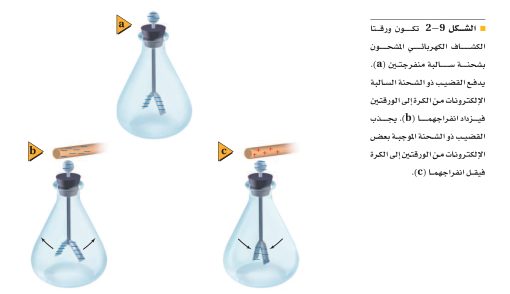 الشكل 9-2 تكون ورقتا
الكشاف الكهربائي المشحون
بشحنة سالبة منفرجتين (a).
يدفع القضيب ذو الشحنة السالبة
الإلكترونات من الكرة إلى الورقتين
فيزداد انفراجهما (b). يجذب
القضيب ذو الشحنة الموجبة بعض
الإلكترونات من الورقتين إلى الكرة
فيقل انفراجهما (c).
a
b
c